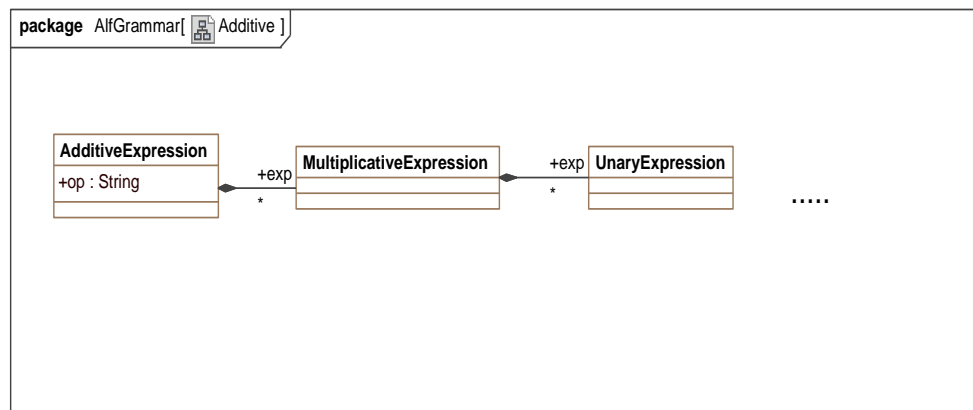 package AlfGrammar[ Additive ]
AdditiveExpression
+op : String
+exp
*
MultiplicativeExpression
+exp
*
UnaryExpression
.....